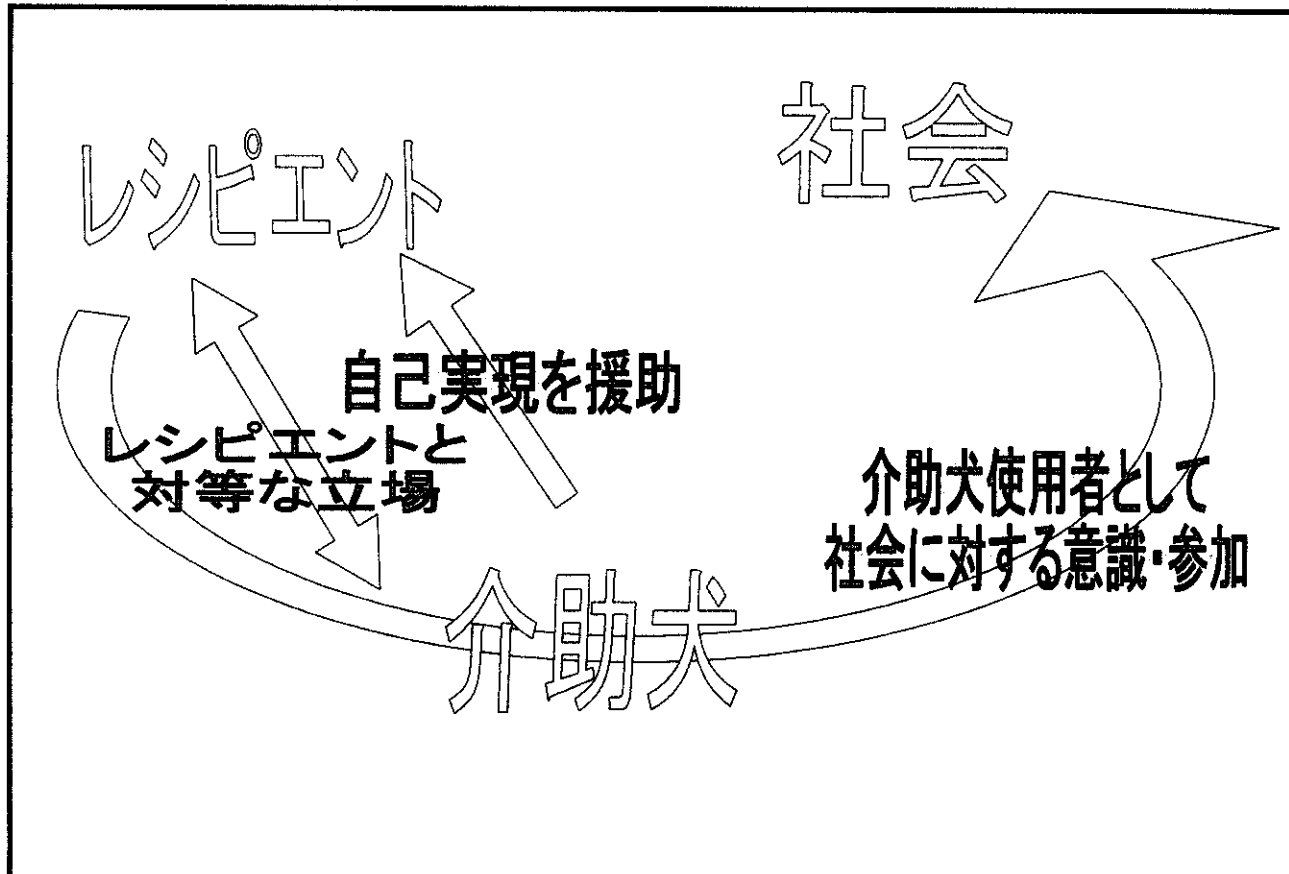 社会
レシピエント
自己実現を援助
レシピエントと
対等な立場
介助犬使用者として
社会に対する意識・参加
介助犬